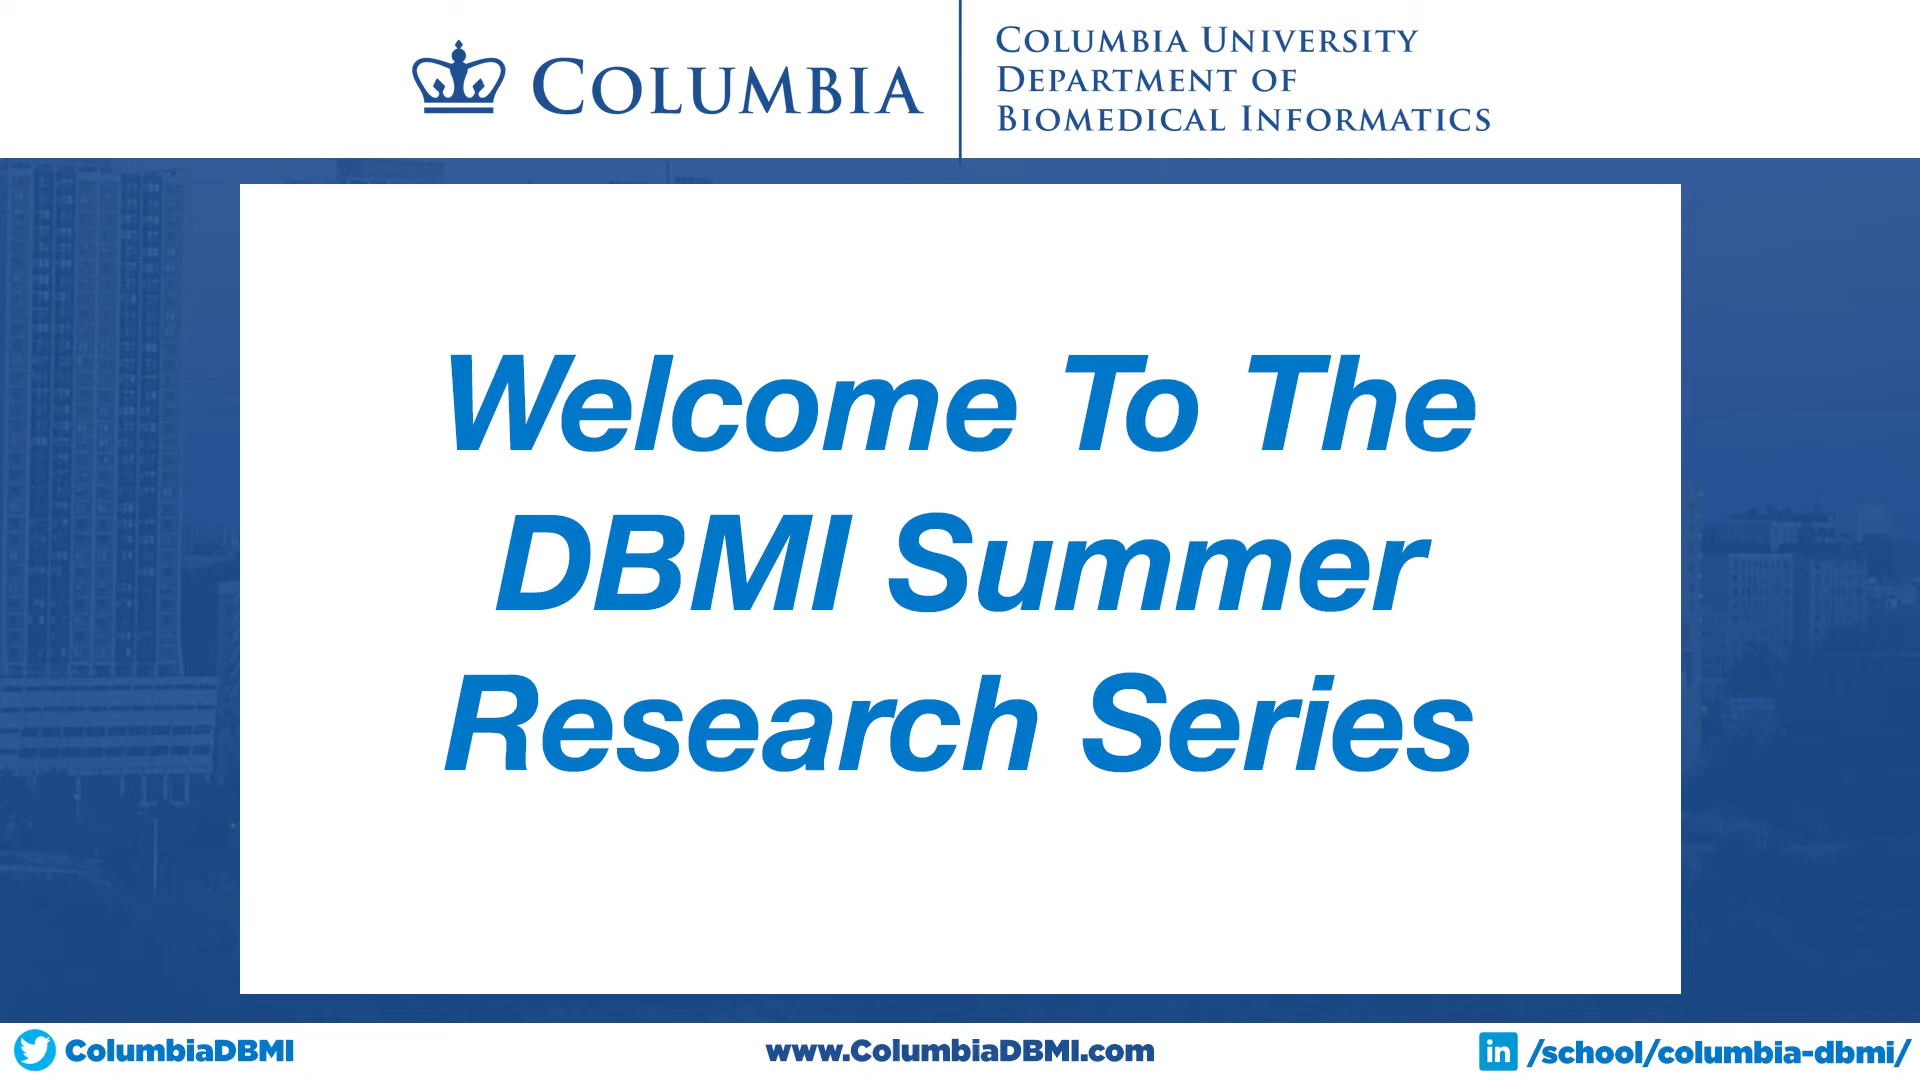 COLUMBIA
COLUMBIA UNIVERSITY
DEPARTMENT OF
BIOMEDICAL INFORMATICS
Welcome To The
DBMI Summer
Research Series
ColumbiaDBMI
www.ColumbiaDBMI.com
in /school/columbia-dbmi/